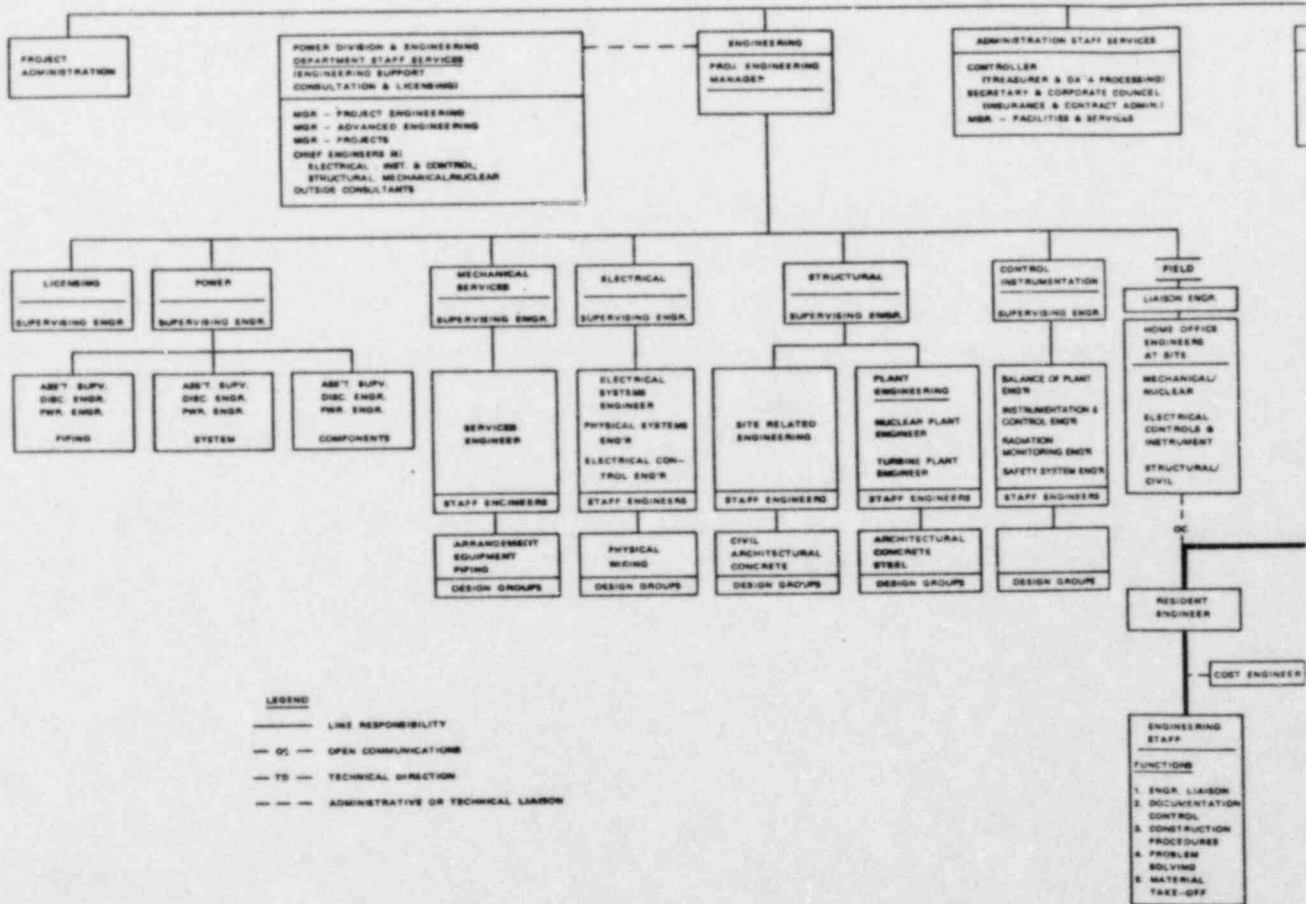 PROJECT
ADMINISTRATION
POWER DIVISION & ENGINEERING
DEPARTMENT STAFF SERVICES
(ENGINEERING SUPPORT
CONSULTATION & LICENSING)
MGR - PROJECT ENGINEERING
MGR - ADVANCED ENGINEERING
MGR - PROJECTS
CHIEF ENGINEERS
ELECTRICAL INST. & CONTROL,
STRUCTURAL MECHANICAL/NUCLEAR
OUTSIDE CONSULTANTS
ENGINEERING
PROJ. ENGINEERING
MANAGER
ADMINISTRATION STAFF SERVICES
CONTROLLER
(TREASURER & DATA PROCESSING)
SECRETARY & CORPORATE COUNCEL
(INSURANCE & CONTRACT ADMIN.)
MGR. - FACILITIES & SERVICES
LICENSING
SUPERVISING ENGR.
POWER
SUPERVISING ENGR.
MECHANICAL
SERVICES
SUPERVISING ENGR.
ELECTRICAL
SUPERVISING ENGR.
STRUCTURAL
SUPERVISING ENGR.
CONTROL
INSTRUMENTATION
SUPERVISING ENGR.
FIELD
LIAISON ENGR.
HOME OFFICE
ENGINEERS
AT SITE
MECHANICAL/
NUCLEAR
ELECTRICAL
CONTROLS &
INSTRUMENT
STRUCTURAL/
CIVIL
ASS'T. SUPV.
DISC. ENGR.
PWR. ENGR.
PIPING
ASS'T. SUPV.
DISC. ENGR.
PWR. ENGR.
SYSTEM
ASS'T. SUPV.
DISC. ENGR.
PWR. ENGR.
COMPONENTS
SERVICES
ENGINEER
STAFF ENGINEERS
ELECTRICAL
SYSTEMS
ENGINEER
PHYSICAL SYSTEMS
ENG'R
ELECTRICAL CON-
TROL ENG'R
STAFF ENGINEERS
SITE RELATED
ENGINEERING
STAFF ENGINEERS
PLANT
ENGINEERING
NUCLEAR PLANT
ENGINEER
TURBINE PLANT
ENGINEER
STAFF ENGINEERS
BALANCE OF PLANT
ENG'R
INSTRUMENTATION &
CONTROL ENG'R
RADIATION
MONITORING ENG'R
SAFETY SYSTEM ENG'R
STAFF ENGINEERS
ARRANGEMENT
EQUIPMENT
PIPING
DESIGN GROUPS
PHYSICAL
WIRING
DESIGN GROUPS
CIVIL
ARCHITECTURAL
CONCRETE
DESIGN GROUPS
ARCHITECTURAL
CONCRETE
STEEL
DESIGN GROUPS
DESIGN GROUPS
OC
RESIDENT
ENGINEER
COST ENGINEER
ENGINEERING
STAFF
FUNCTIONS
1. ENGR. LIAISON
2. DOCUMENTATION
CONTROL
3. CONSTRUCTION
PROCEDURES
4. PROBLEM
SOLVING
5. MATERIAL
TAKE-OFF
LEGEND
LINE RESPONSIBILITY
OC OPEN COMMUNICATIONS
TD TECHNICAL DIRECTION
ADMINISTRATIVE OR TECHNICAL LIAISON